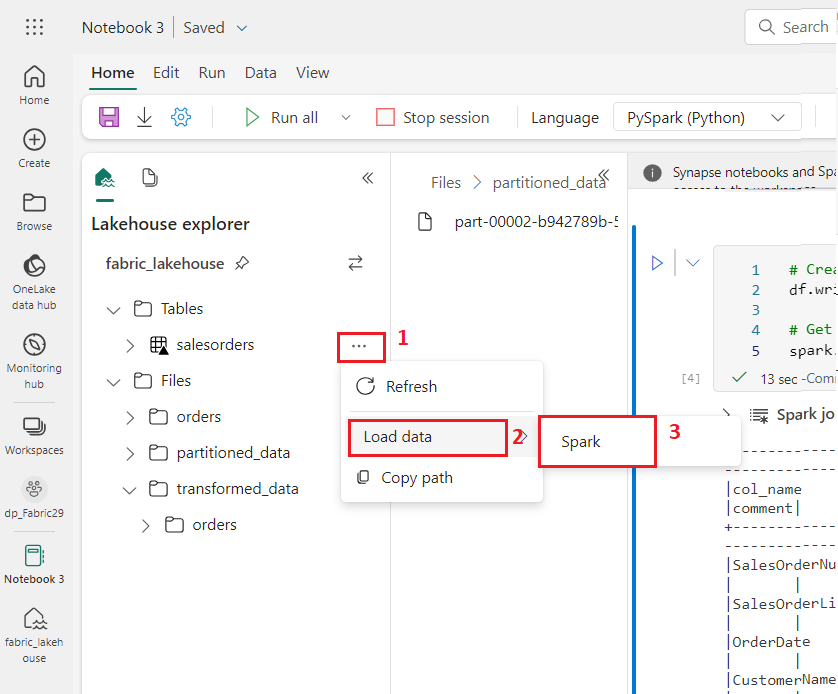 Notebook 3 | Saved
Search
Home Edit Run Data View
Run all
Stop session
Language
PySpark (Python)
Home
Create
Browse
OneLake
data hub
Monitoring
hub
Workspaces
dp_Fabric29
Notebook 3
fabric_lakeh
ouse
Lakehouse explorer
fabric_lakehouse
Tables
salesorders
...
1
Files
orders
partitioned_data
transformed_data
orders
Refresh
Load data
2
Spark
3
Copy path
Files > partitioned_data
part-00002-b942789b-5
Synapse notebooks and Spa
1 # Crea
2 df.wri
3
4 # Get
5 spark.
[4]
13 sec -Com
Spark jo
|col_name
|comment|
+------------
------------
|SalesOrderNu
| |
|SalesOrderLi
| |
|OrderDate
| |
|CustomerName